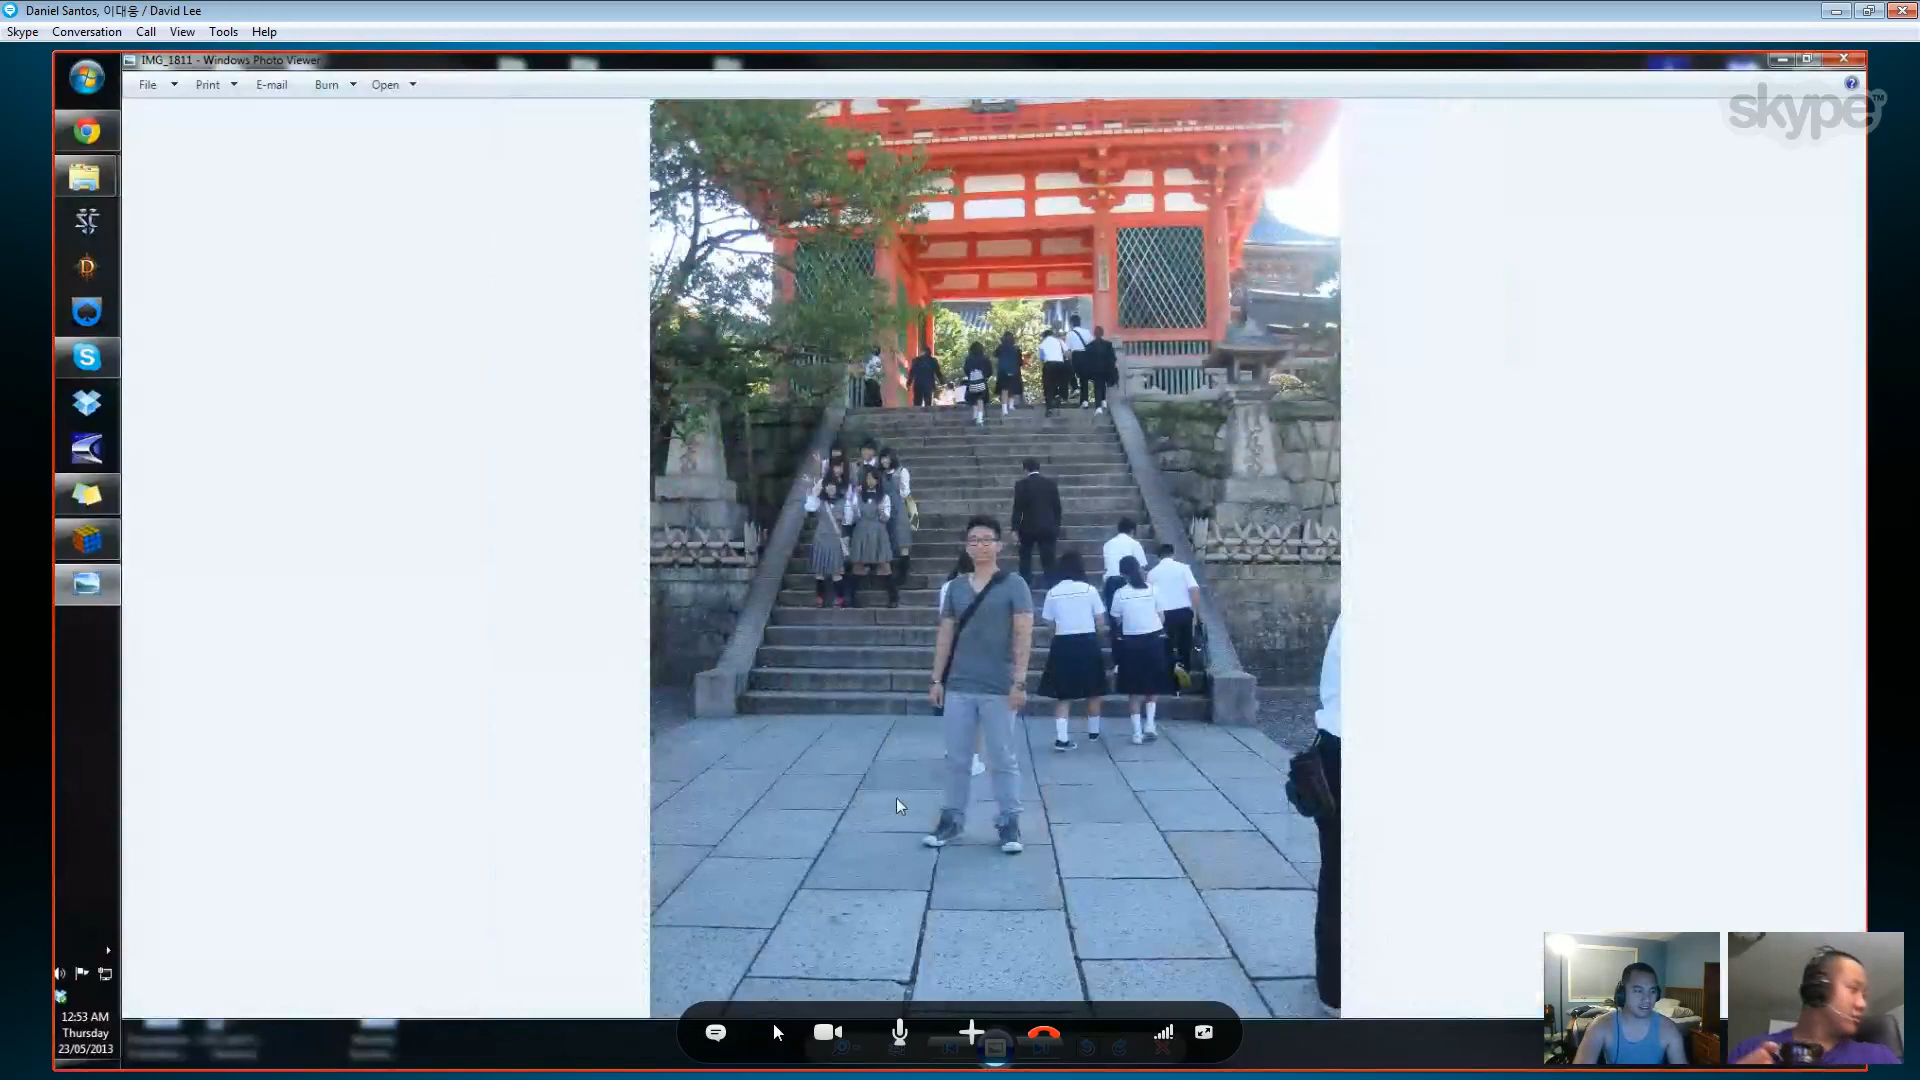 Daniel Santos, 이대웅 / David Lee
Skype Conversation Call View Tools Help
IMG_1811 - Windows Photo Viewer
File Print E-mail Burn Open
skype™
12:53 AM
Thursday
23/05/2013